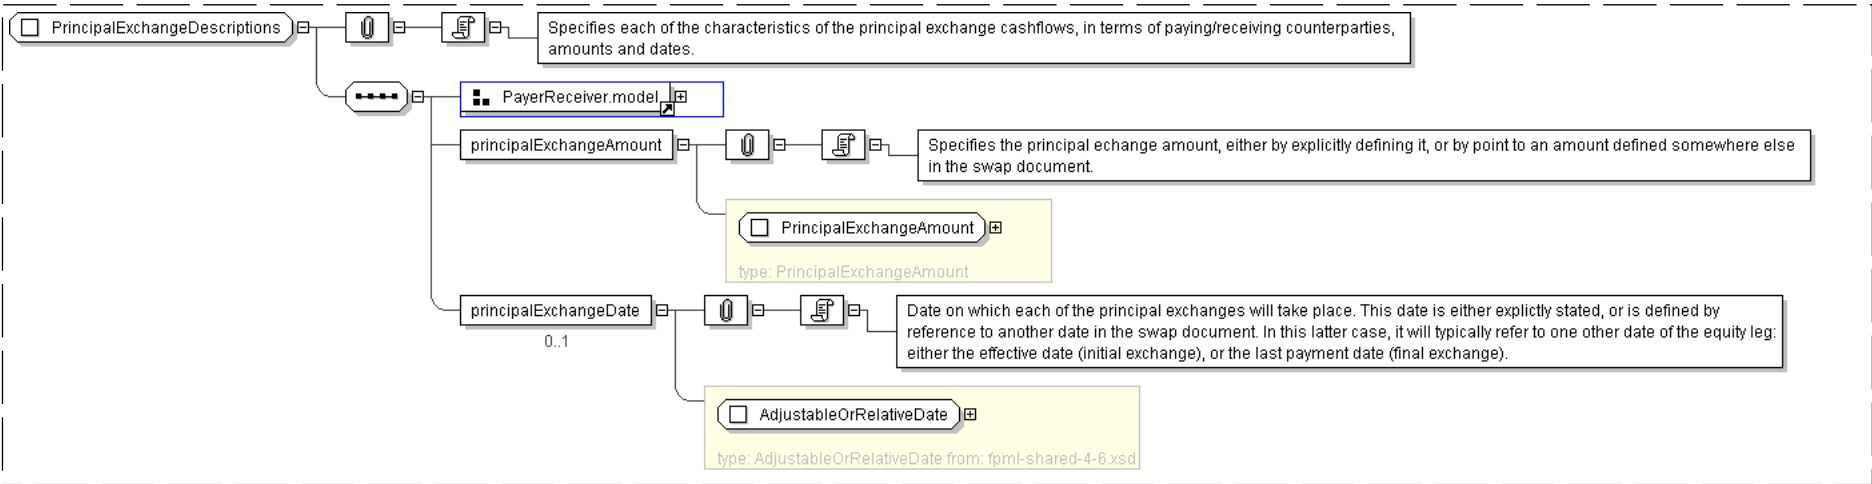 PrincipalExchangeDescriptions
Specifies each of the characteristics of the principal exchange cashflows, in terms of paying/receiving counterparties,
amounts and dates.
PayerReceiver.model
principalExchangeAmount
Specifies the principal echange amount, either by explicitly defining it, or by point to an amount defined somewhere else
in the swap document.
PrincipalExchangeAmount
type: PrincipalExchangeAmount
principalExchangeDate
0..1
Date on which each of the principal exchanges will take place. This date is either explictly stated, or is defined by
reference to another date in the swap document. In this latter case, it will typically refer to one other date of the equity leg:
either the effective date (initial exchange), or the last payment date (final exchange).
AdjustableOrRelativeDate
type: AdjustableOrRelativeDate from: fpml-shared-4-6.xsd